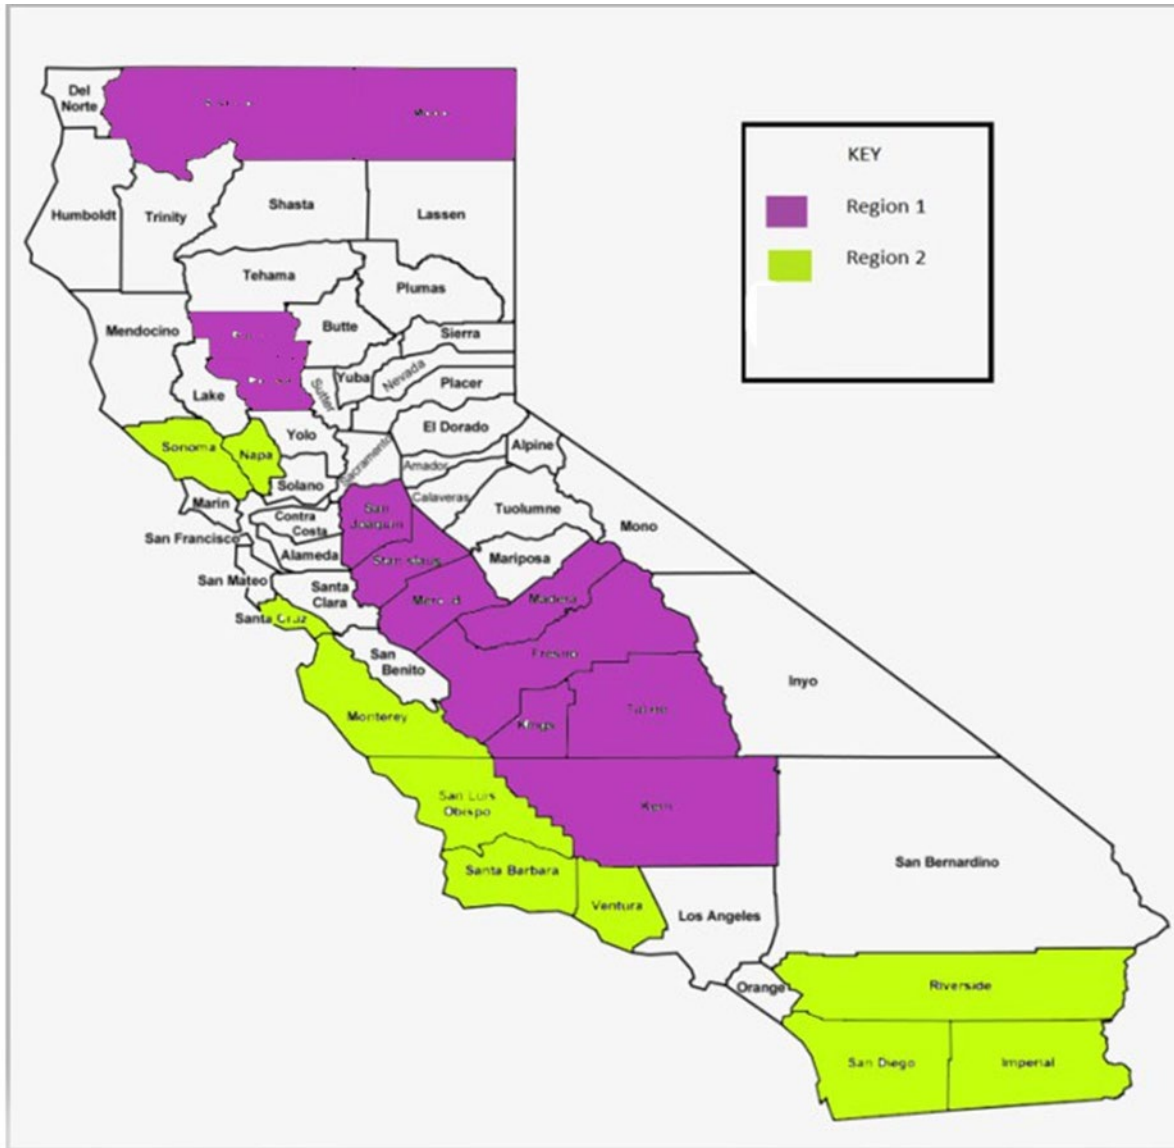 Del
Norte
KEY
Region 1
Region 2
Humboldt
Trinity
Shasta
Lassen
Tehama
Plumas
Mendocino
Butte
Sierra
Lake
Sutter
Yuba
Nevada
Placer
Sonoma
Napa
Yolo
El Dorado
Sacramento
Alpine
Amador
Solano
Calaveras
Tuolumne
Marin
Contra
Costa
San
Joaquin
Mono
San Francisco
Alameda
Stanislaus
Mariposa
San Mateo
Santa
Clara
Merced
Madera
Santa Cruz
San
Benito
Fresno
Inyo
Monterey
Kings
Tulare
San Luis
Obispo
Kern
San Bernardino
Santa Barbara
Ventura
Los Angeles
Orange
Riverside
San Diego
Imperial